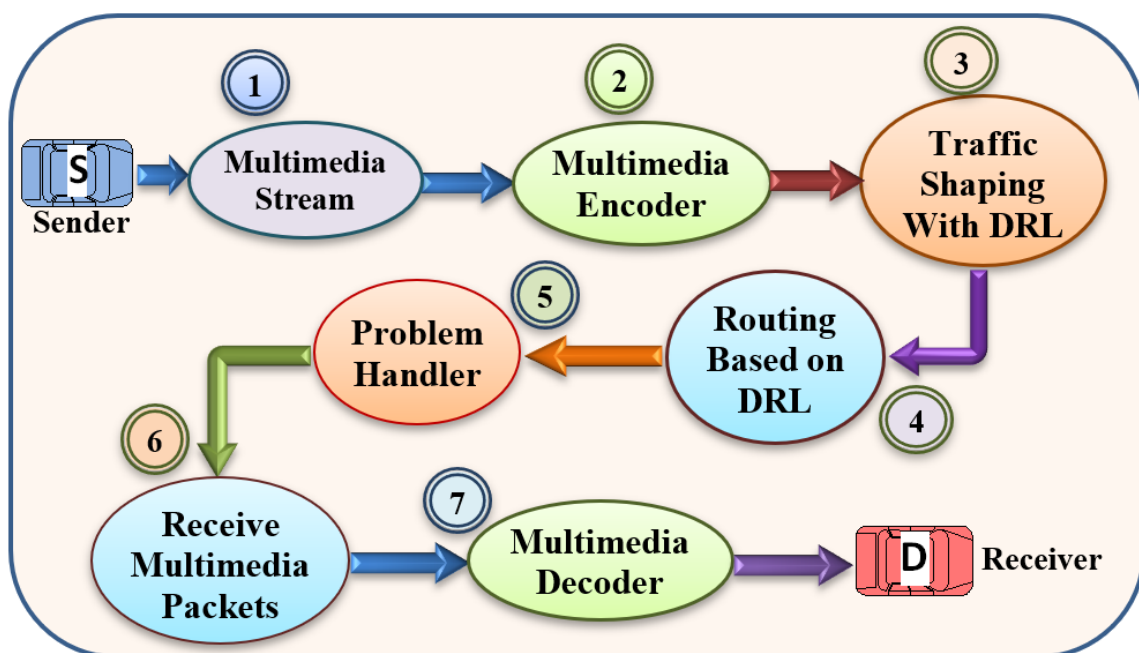 1
2
3
S
Sender
Multimedia
Stream
Multimedia
Encoder
Traffic
Shaping
With DRL
4
Routing
Based on
DRL
5
Problem
Handler
6
Receive
Multimedia
Packets
7
Multimedia
Decoder
D
Receiver